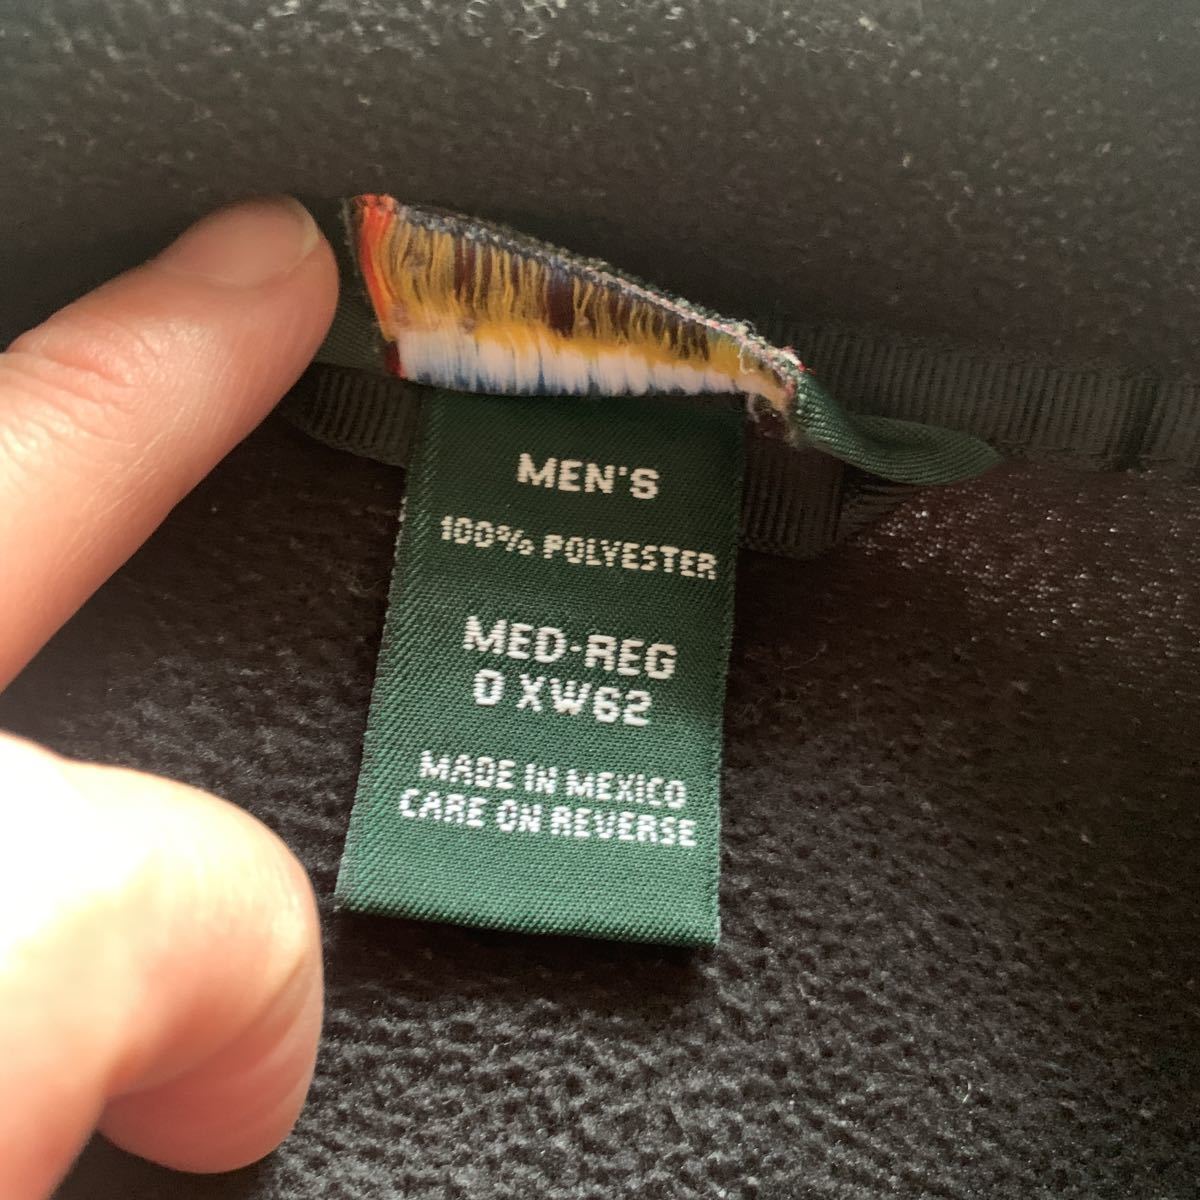 MEN'S
100% POLYESTER
MED-REG
0 XW62
MADE IN MEXICO
CARE ON REVERSE